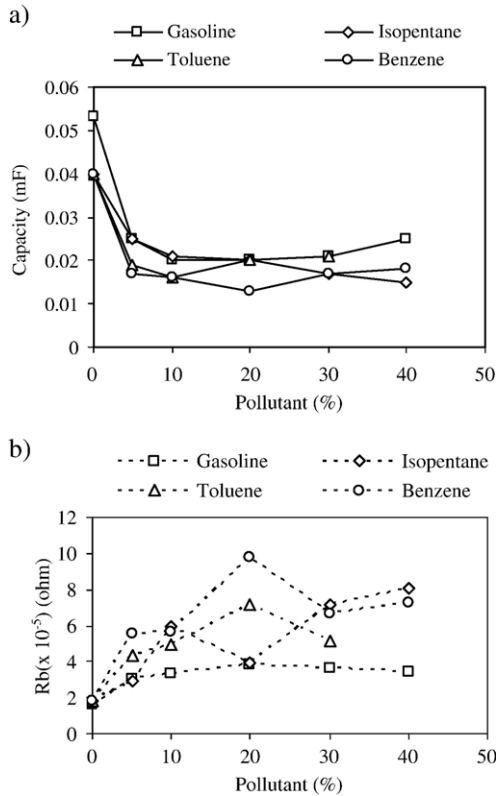 a)
Gasoline
Isopentane
Toluene
Benzene
0.06
0.05
0.04
0.03
0.02
0.01
0
Capacity (mF)
0 10 20 30 40 50
Pollutant (%)
b)
Gasoline
Isopentane
Toluene
Benzene
12
10
8
6
4
2
0
Rb(x 10⁻⁵) (ohm)
0 10 20 30 40 50
Pollutant (%)